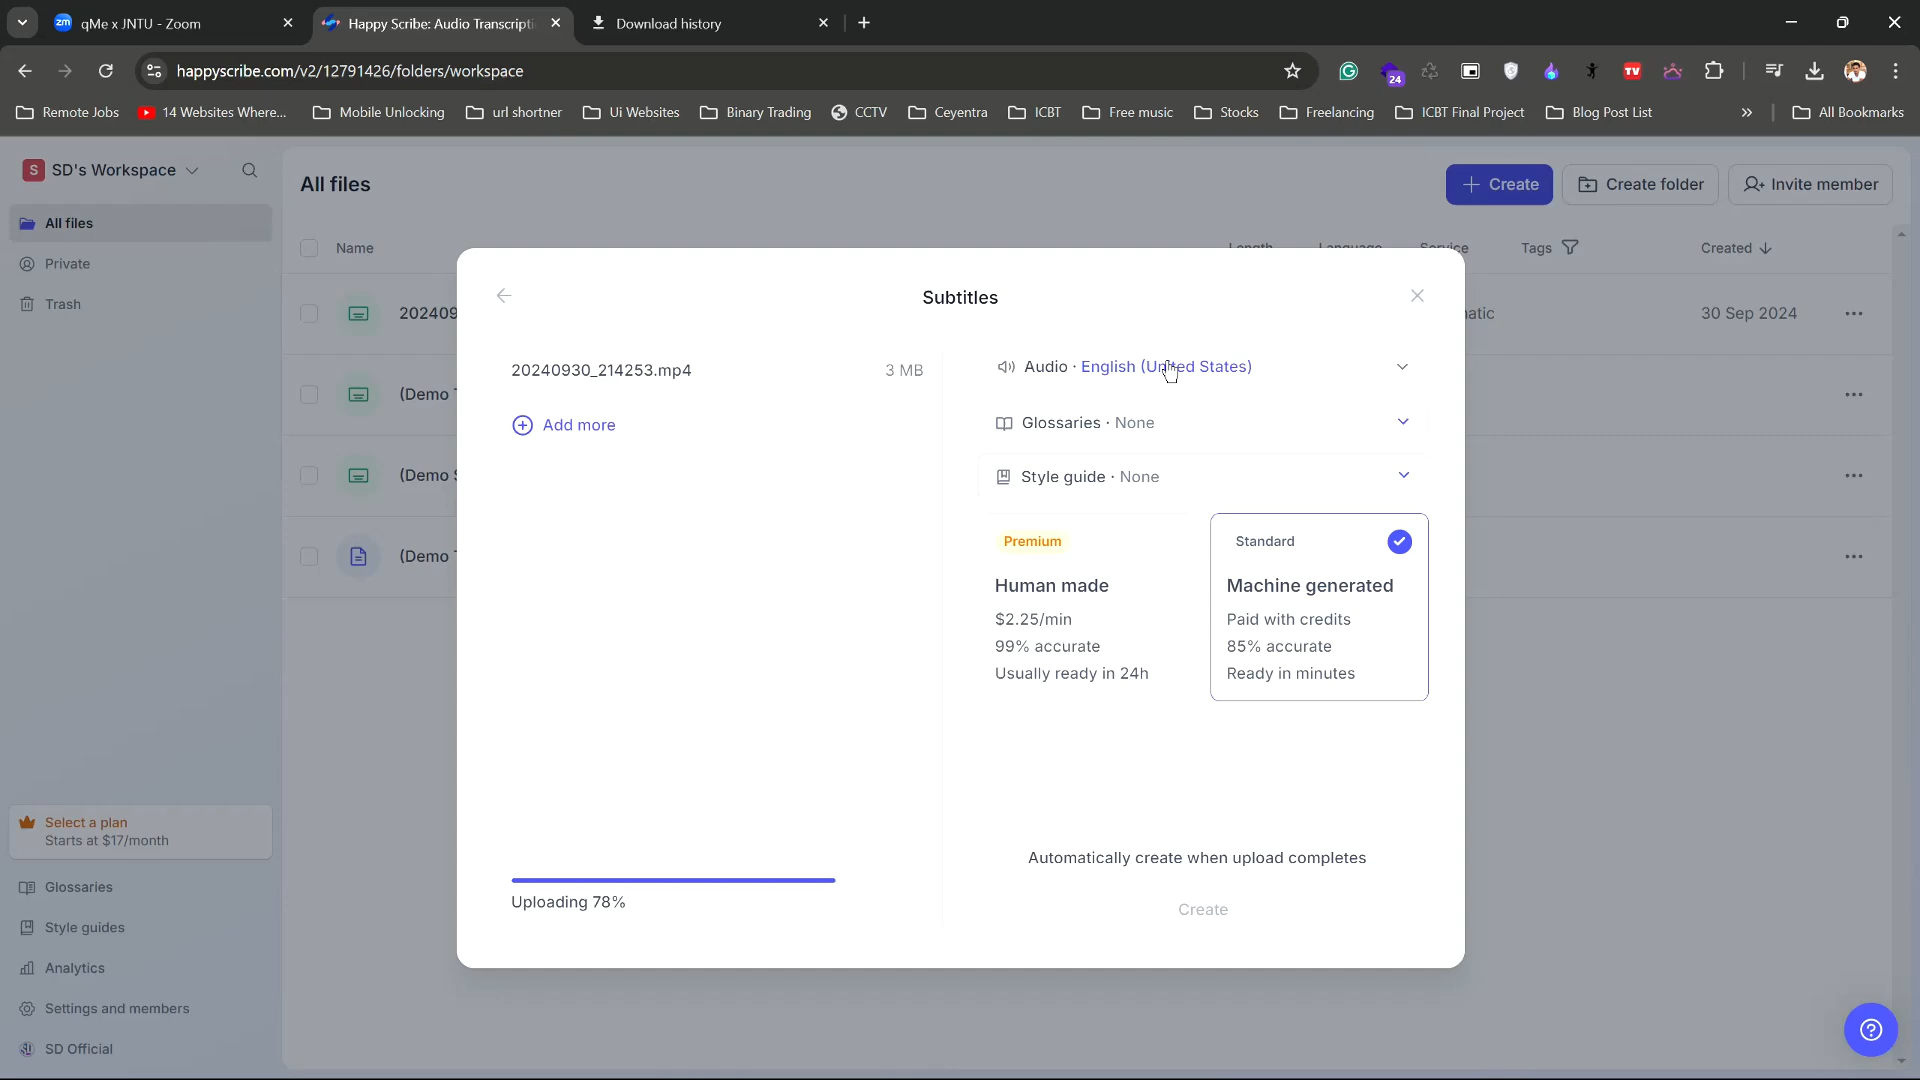 zm qMe x JNTU - Zoom
Happy Scribe: Audio Transcripti
Download history
happyscribe.com/v2/12791426/folders/workspace
24
TV
Remote Jobs
14 Websites Where...
Mobile Unlocking
url shortner
Ui Websites
Binary Trading
CCTV
Ceyentra
ICBT
Free music
Stocks
Freelancing
ICBT Final Project
Blog Post List
All Bookmarks
S SD's Workspace
All files
Create
Create folder
Invite member
All files
Private
Trash
Name
Length
Language
Service
Tags
Created
202409
atic
30 Sep 2024
(Demo
(Demo S
(Demo
Subtitles
20240930_214253.mp4
3 MB
Add more
Audio · English (United States)
Glossaries · None
Style guide · None
Premium
Human made
$2.25/min
99% accurate
Usually ready in 24h
Standard
Machine generated
Paid with credits
85% accurate
Ready in minutes
Automatically create when upload completes
Create
Uploading 78%
Select a plan
Starts at $17/month
Glossaries
Style guides
Analytics
Settings and members
SD Official